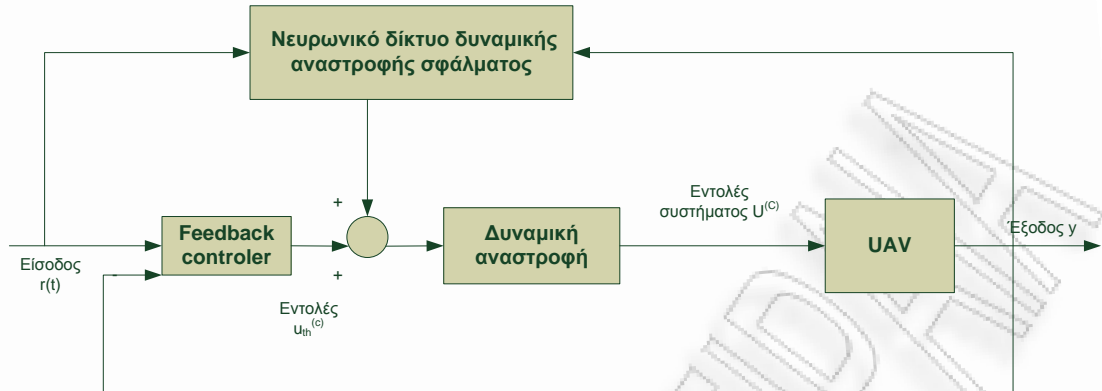 Νευρωνικό δίκτυο δυναμικής
αναστροφής σφάλματος
Εντολές
συστήματος U(C)
+
Feedback
controler
Δυναμική
αναστροφή
UAV
Έξοδος y
Είσοδος
r(t)
-
+
Εντολές
uth(c)